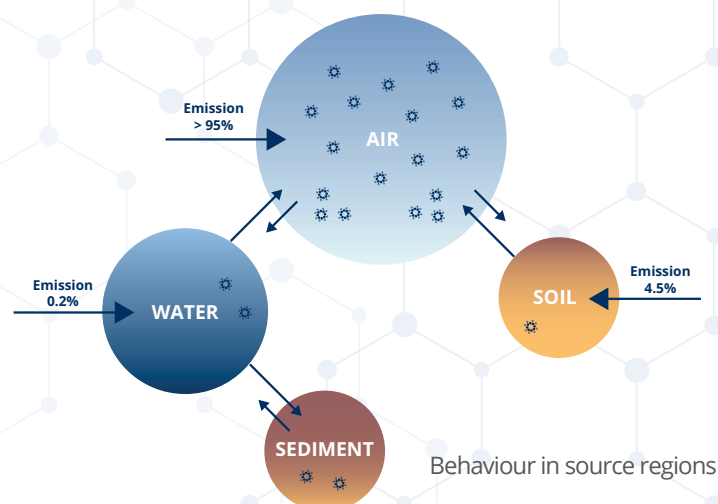 Emission
> 95%
AIR
Emission
0.2%
WATER
SOIL
Emission
4.5%
SEDIMENT
Behaviour in source regions